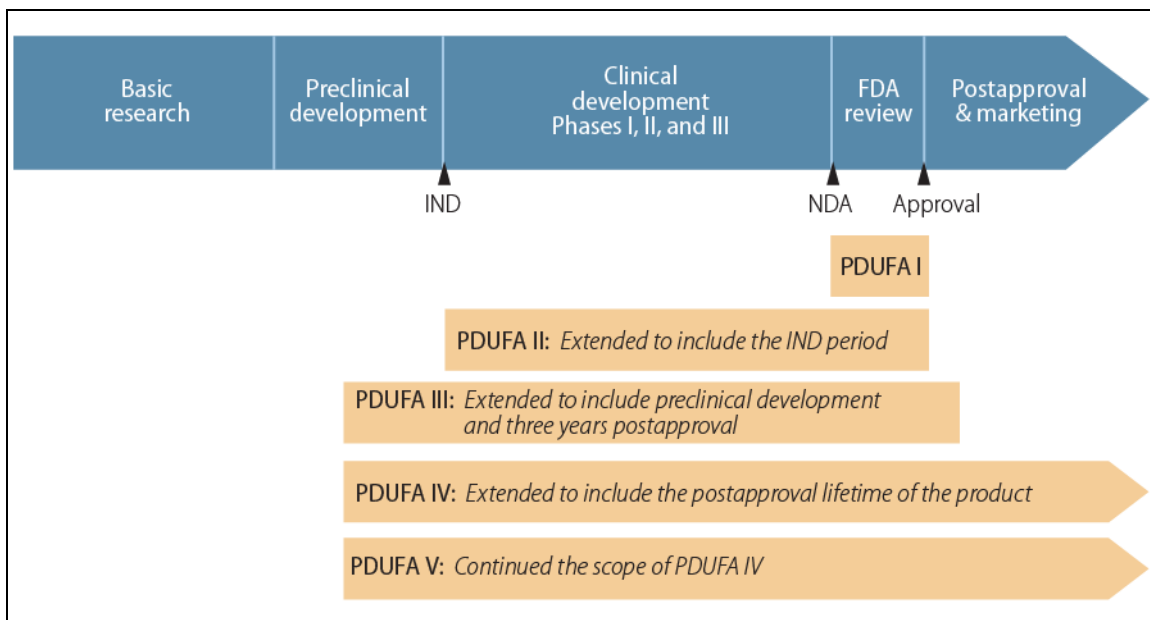 Basic
research
Preclinical
development
Clinical
development
Phases I, II, and III
FDA
review
Postapproval
& marketing
IND
NDA
Approval
PDUFA I
PDUFA II: Extended to include the IND period
PDUFA III: Extended to include preclinical development
and three years postapproval
PDUFA IV: Extended to include the postapproval lifetime of the product
PDUFA V: Continued the scope of PDUFA IV